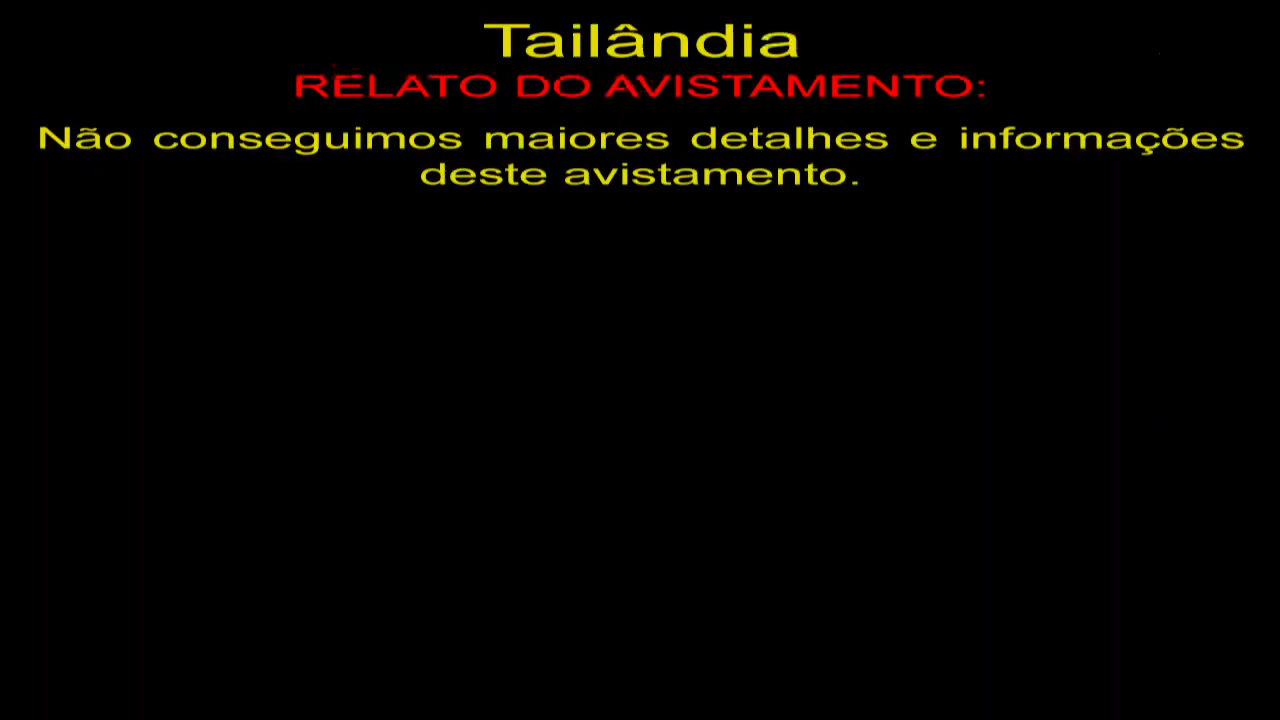 Tailândia
RELATO DO AVISTAMENTO:
Não conseguimos maiores detalhes e informações
deste avistamento.